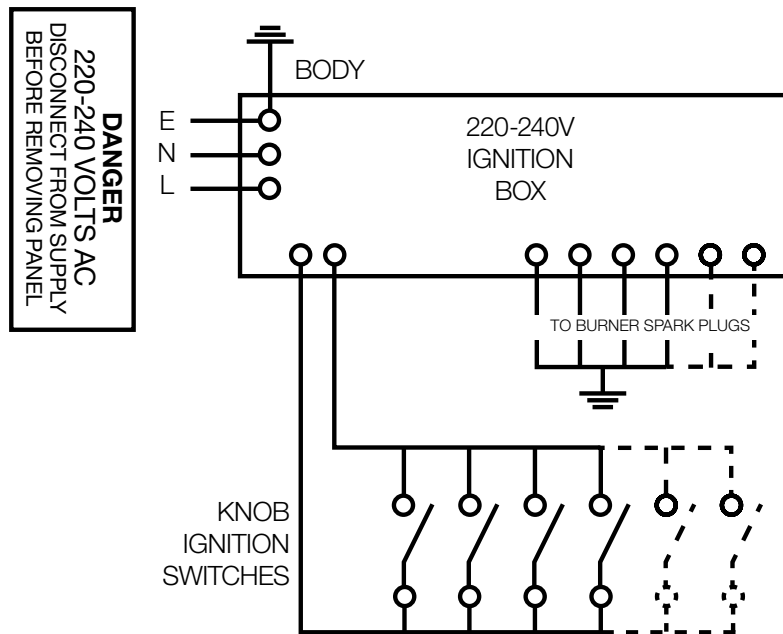 DANGER
220-240 VOLTS AC
DISCONNECT FROM SUPPLY
BEFORE REMOVING PANEL
BODY
E
N
L
220-240V
IGNITION
BOX
TO BURNER SPARK PLUGS
KNOB
IGNITION
SWITCHES